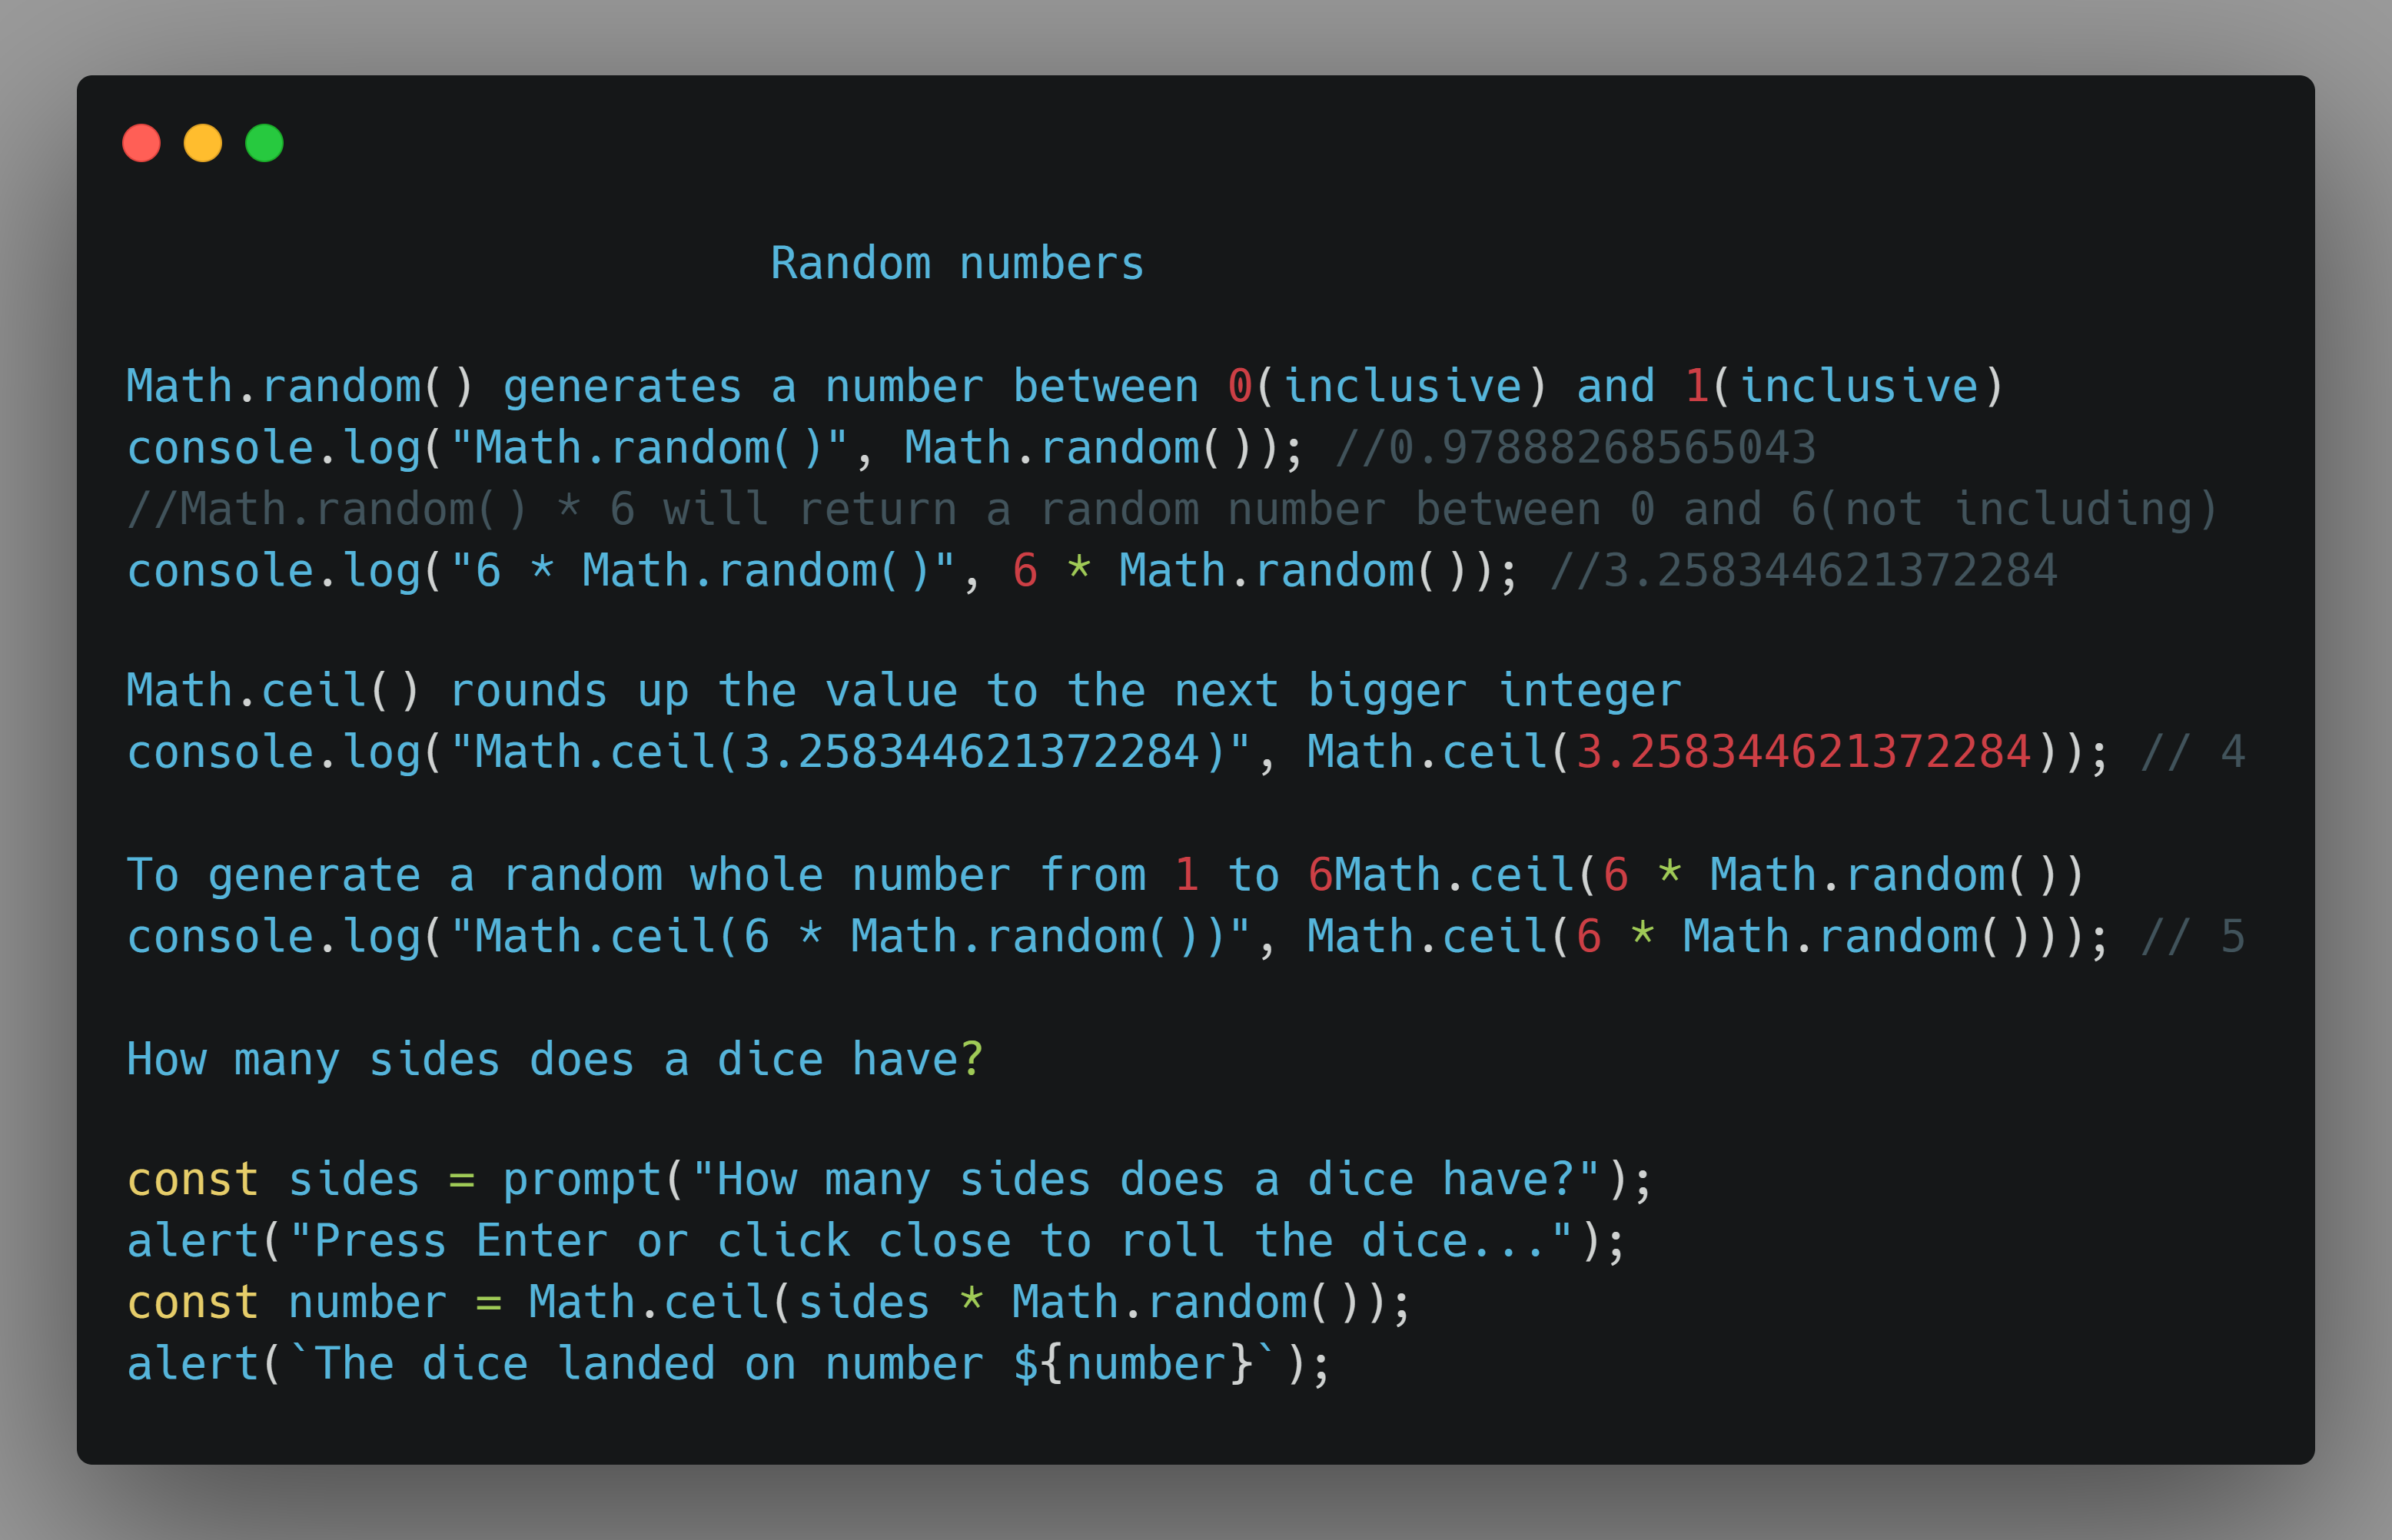 Random numbers
Math.random() generates a number between 0(inclusive) and 1(inclusive)
console.log("Math.random()", Math.random()); //0.97888268565043
//Math.random() * 6 will return a random number between 0 and 6(not including)
console.log("6 * Math.random()", 6 * Math.random()); //3.258344621372284
Math.ceil() rounds up the value to the next bigger integer
console.log("Math.ceil(3.258344621372284)", Math.ceil(3.258344621372284)); // 4
To generate a random whole number from 1 to 6Math.ceil(6 * Math.random())
console.log("Math.ceil(6 * Math.random())", Math.ceil(6 * Math.random())); // 5
How many sides does a dice have?
const sides = prompt("How many sides does a dice have?");
alert("Press Enter or click close to roll the dice...");
const number = Math.ceil(sides * Math.random());
alert(`The dice landed on number ${number}`);